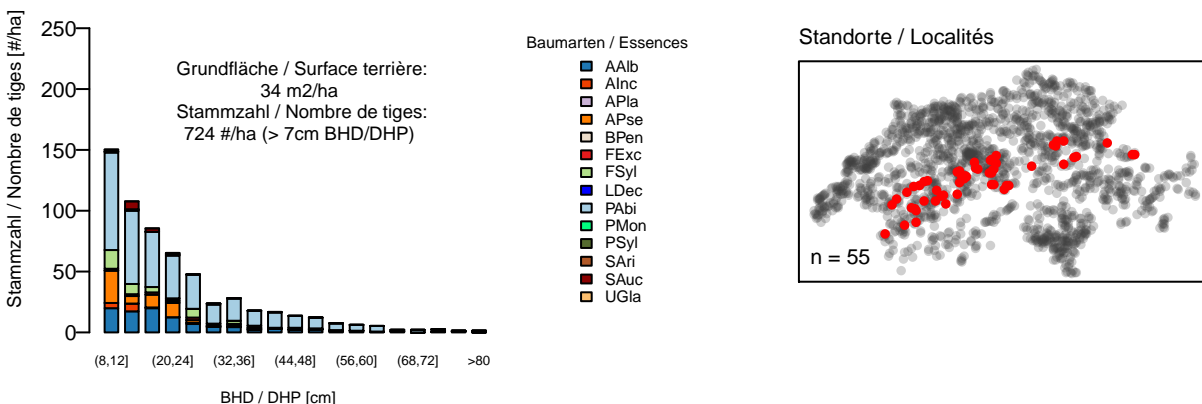 250
200
150
100
50
0
Stammzahl / Nombre de tiges [#/ha]
Grundfläche / Surface terrière:
34 m2/ha
Stammzahl / Nombre de tiges:
724 #/ha (> 7cm BHD/DHP)
(8,12]
(20,24]
(32,36]
(44,48]
(56,60]
(68,72]
>80
BHD / DHP [cm]
Baumarten / Essences
AAlb
AInc
APla
APse
BPen
FExc
FSyl
LDec
PAbi
PMon
PSyl
SAri
SAuc
UGla
Standorte / Localités
n = 55